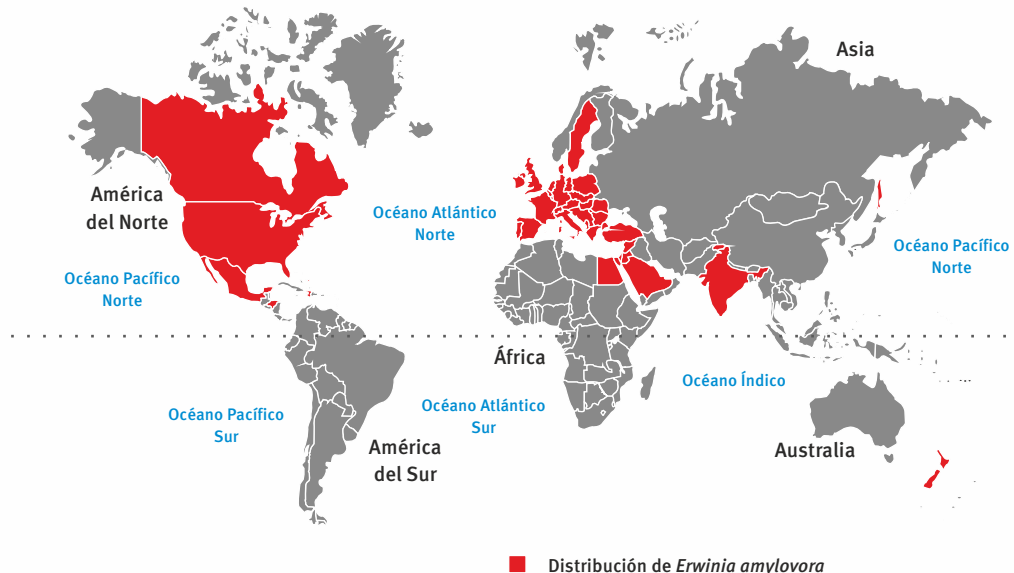 Asia
América
del Norte
Océano Atlántico
Norte
Océano Pacífico
Norte
Océano Pacífico
Norte
África
Océano Índico
Océano Atlántico
Sur
Océano Pacífico
Sur
América
del Sur
Australia
Distribución de Erwinia amylovora